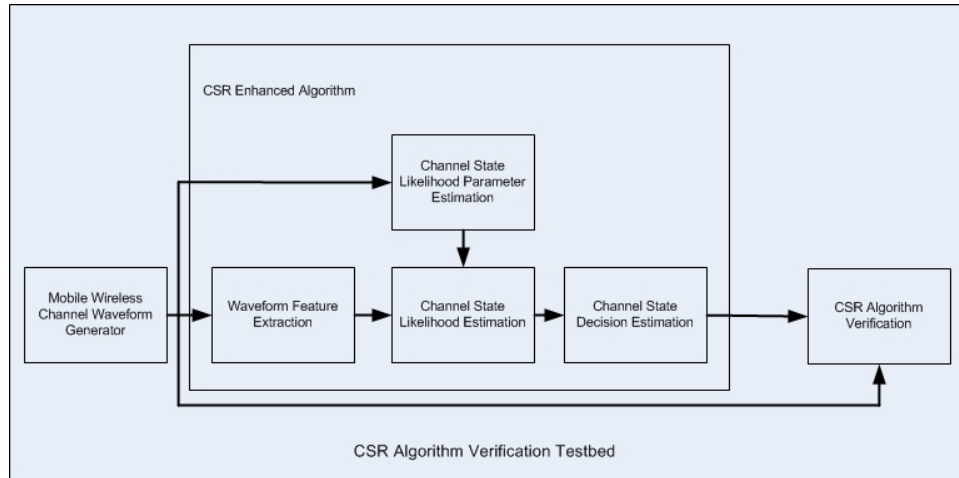 CSR Enhanced Algorithm
Channel State
Likelihood Parameter
Estimation
Mobile Wireless
Channel Waveform
Generator
Waveform Feature
Extraction
Channel State
Likelihood Estimation
Channel State
Decision Estimation
CSR Algorithm
Verification
CSR Algorithm Verification Testbed